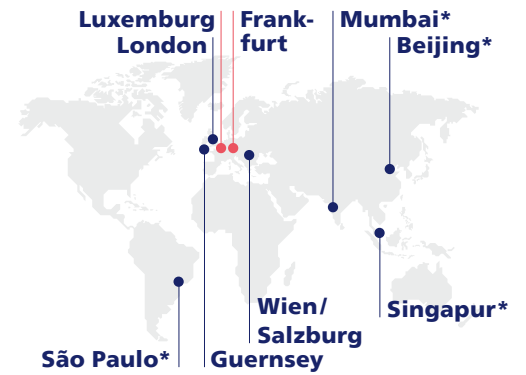 Luxemburg
London
Frank-
furt
Mumbai*
Beijing*
Wien/
Salzburg
Singapur*
São Paulo*
Guernsey